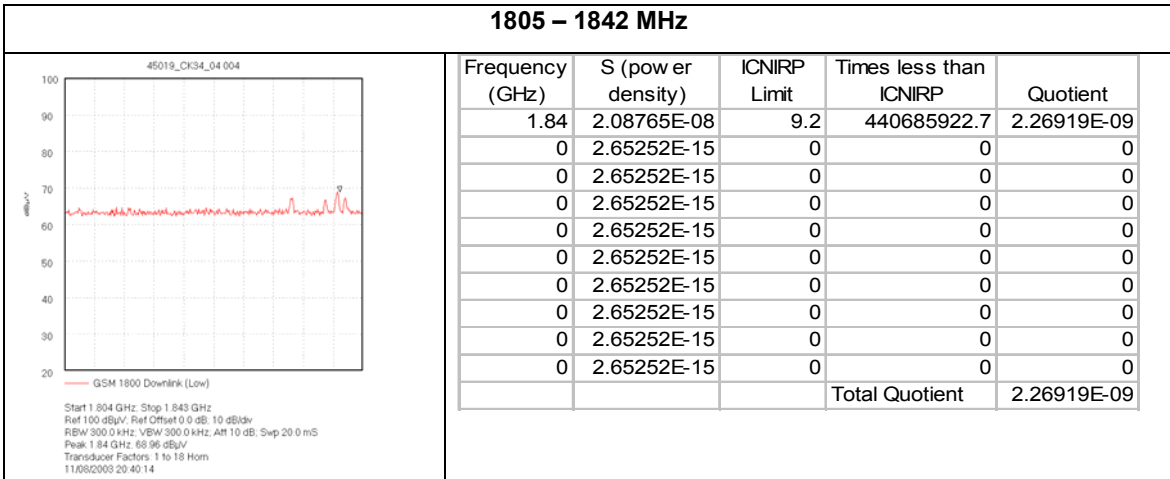 1805 – 1842 MHz
45019_CK34_04 004
100
90
80
70
60
50
40
30
20
dBµV
GSM 1800 Downlink (Low)
Start 1.804 GHz: Stop 1.843 GHz
Ref 100 dBµV; Ref Offset 0.0 dB; 10 dB/div
RBW 300.0 kHz; VBW 300.0 kHz; Att 10 dB; Swp 20.0 mS
Peak 1.84 GHz, 68.96 dBµV
Transducer Factors: 1 to 18 Horn
11/08/2003 20:40:14
Frequency (GHz) S (power density) ICNIRP Limit Times less than ICNIRP Quotient
1.84 2.08765E-08 9.2 440685922.7 2.26919E-09
0 2.65252E-15 0 0 0
0 2.65252E-15 0 0 0
0 2.65252E-15 0 0 0
0 2.65252E-15 0 0 0
0 2.65252E-15 0 0 0
0 2.65252E-15 0 0 0
0 2.65252E-15 0 0 0
0 2.65252E-15 0 0 0
0 2.65252E-15 0 0 0
Total Quotient 2.26919E-09